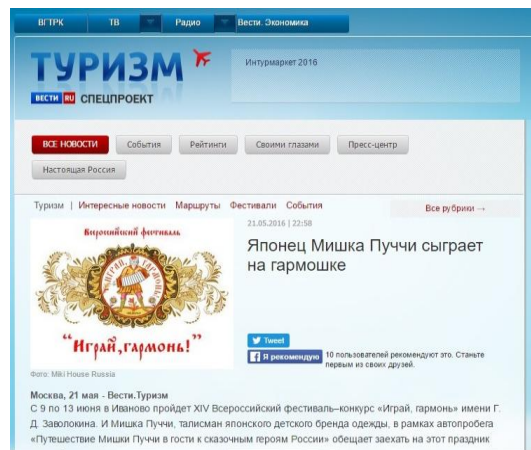 ВГТРК ТВ Радио Вести. Экономика
ТУРИЗМ
ВЕСТИ RU СПЕЦПРОЕКТ
Интурмаркет 2016
ВСЕ НОВОСТИ События Рейтинги Своими глазами Пресс-центр
Настоящая Россия
Туризм | Интересные новости Маршруты Фестивали События
Все рубрики →
21.05.2016 | 22:58
Японец Мишка Пуччи сыграет
на гармошке
Всероссийский фестиваль
ИГРАЙ, ГАРМОНЬ!
"Играй,гармонь!"
Tweet
Я рекомендую 10 пользователей рекомендуют это. Станьте
первым из своих друзей.
Фото: Miki House Russia
Москва, 21 мая - Вести.Туризм
С 9 по 13 июня в Иваново пройдет XIV Всероссийский фестиваль–конкурс «Играй, гармонь» имени Г.
Д. Заволокина. И Мишка Пуччи, талисман японского детского бренда одежды, в рамках автопробега
«Путешествие Мишки Пуччи в гости к сказочным героям России» обещает заехать на этот праздник